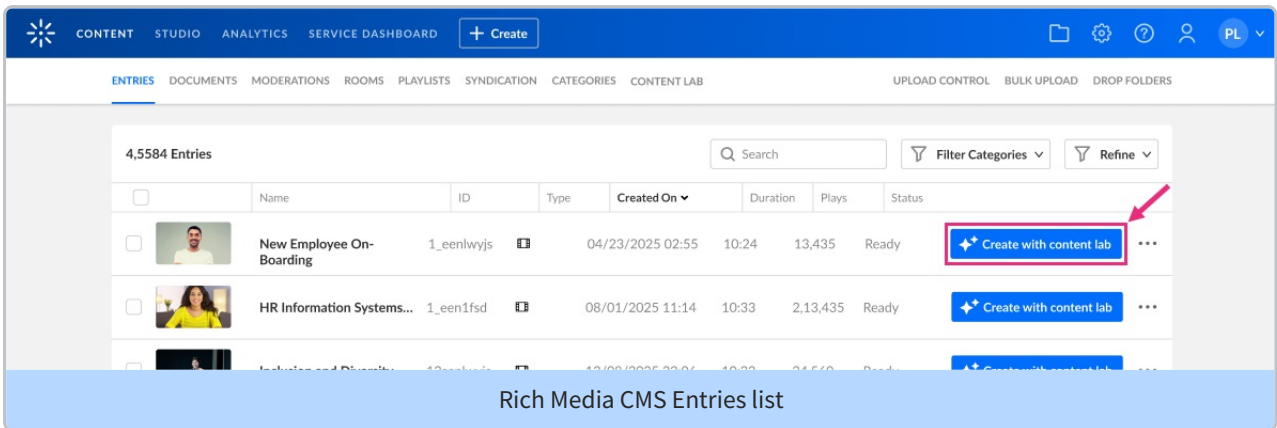 CONTENT STUDIO ANALYTICS SERVICE DASHBOARD + Create PL
ENTRIES DOCUMENTS MODERATIONS ROOMS PLAYLISTS SYNDICATION CATEGORIES CONTENT LAB UPLOAD CONTROL BULK UPLOAD DROP FOLDERS
4,5584 Entries Search Filter Categories Refine
Name ID Type Created On Duration Plays Status
New Employee On-Boarding 1_eenlwyjs 04/23/2025 02:55 10:24 13,435 Ready Create with content lab
HR Information Systems... 1_een1fsd 08/01/2025 11:14 10:33 2,13,435 Ready Create with content lab
Rich Media CMS Entries list